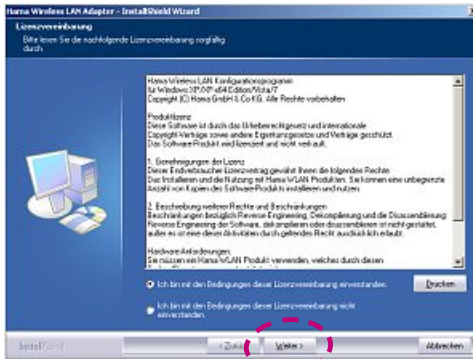 Hama Wireless LAN Adapter - InstallShield Wizard
Lizenzvereinbarung
Bitte lesen Sie die nachfolgende Lizenzvereinbarung sorgfältig
durch.
Hama Wireless LAN Konfigurationsprogramm
für Windows XP/XP-x64 Edition/Vista/7
Copyright (C) Hama GmbH & Co KG. Alle Rechte vorbehalten
Produktlizenz
Diese Software ist durch das Urheberrechtgesetz und internationale
Copyright-Verträge sowie andere Eigentumsgesetze und Verträge geschützt.
Das Software-Produkt wird lizensiert und nicht verkauft.
1. Genehmigungen der Lizenz
Dieser Endverbraucher Lizenzvertrag gewährt Ihnen die folgenden Rechte:
Das Installieren und die Nutzung mit Hama WLAN Produkten. Sie können eine unbegrenzte
Anzahl von Kopien des Software-Produkts installieren und nutzen.
2. Beschreibung weiterer Rechte und Beschränkungen
Beschränkungen bezüglich Reverse Engineering, Dekompilierung und die Disassemblierung:
Reverse Engineering der Software, dekompilieren oder disassemblieren ist nicht gestattet,
außer es ist eine dieser Aktivitäten durch geltendes Recht ausdrücklich erlaubt.
Hardware Anforderungen.
Sie müssen ein Hama WLAN Produkt verwenden, welches durch diesen
Ich bin mit den Bedingungen dieser Lizenzvereinbarung einverstanden.
Drucken
Ich bin mit den Bedingungen dieser Lizenzvereinbarung nicht
einverstanden.
InstallShield
< Zurück
Weiter >
Abbrechen